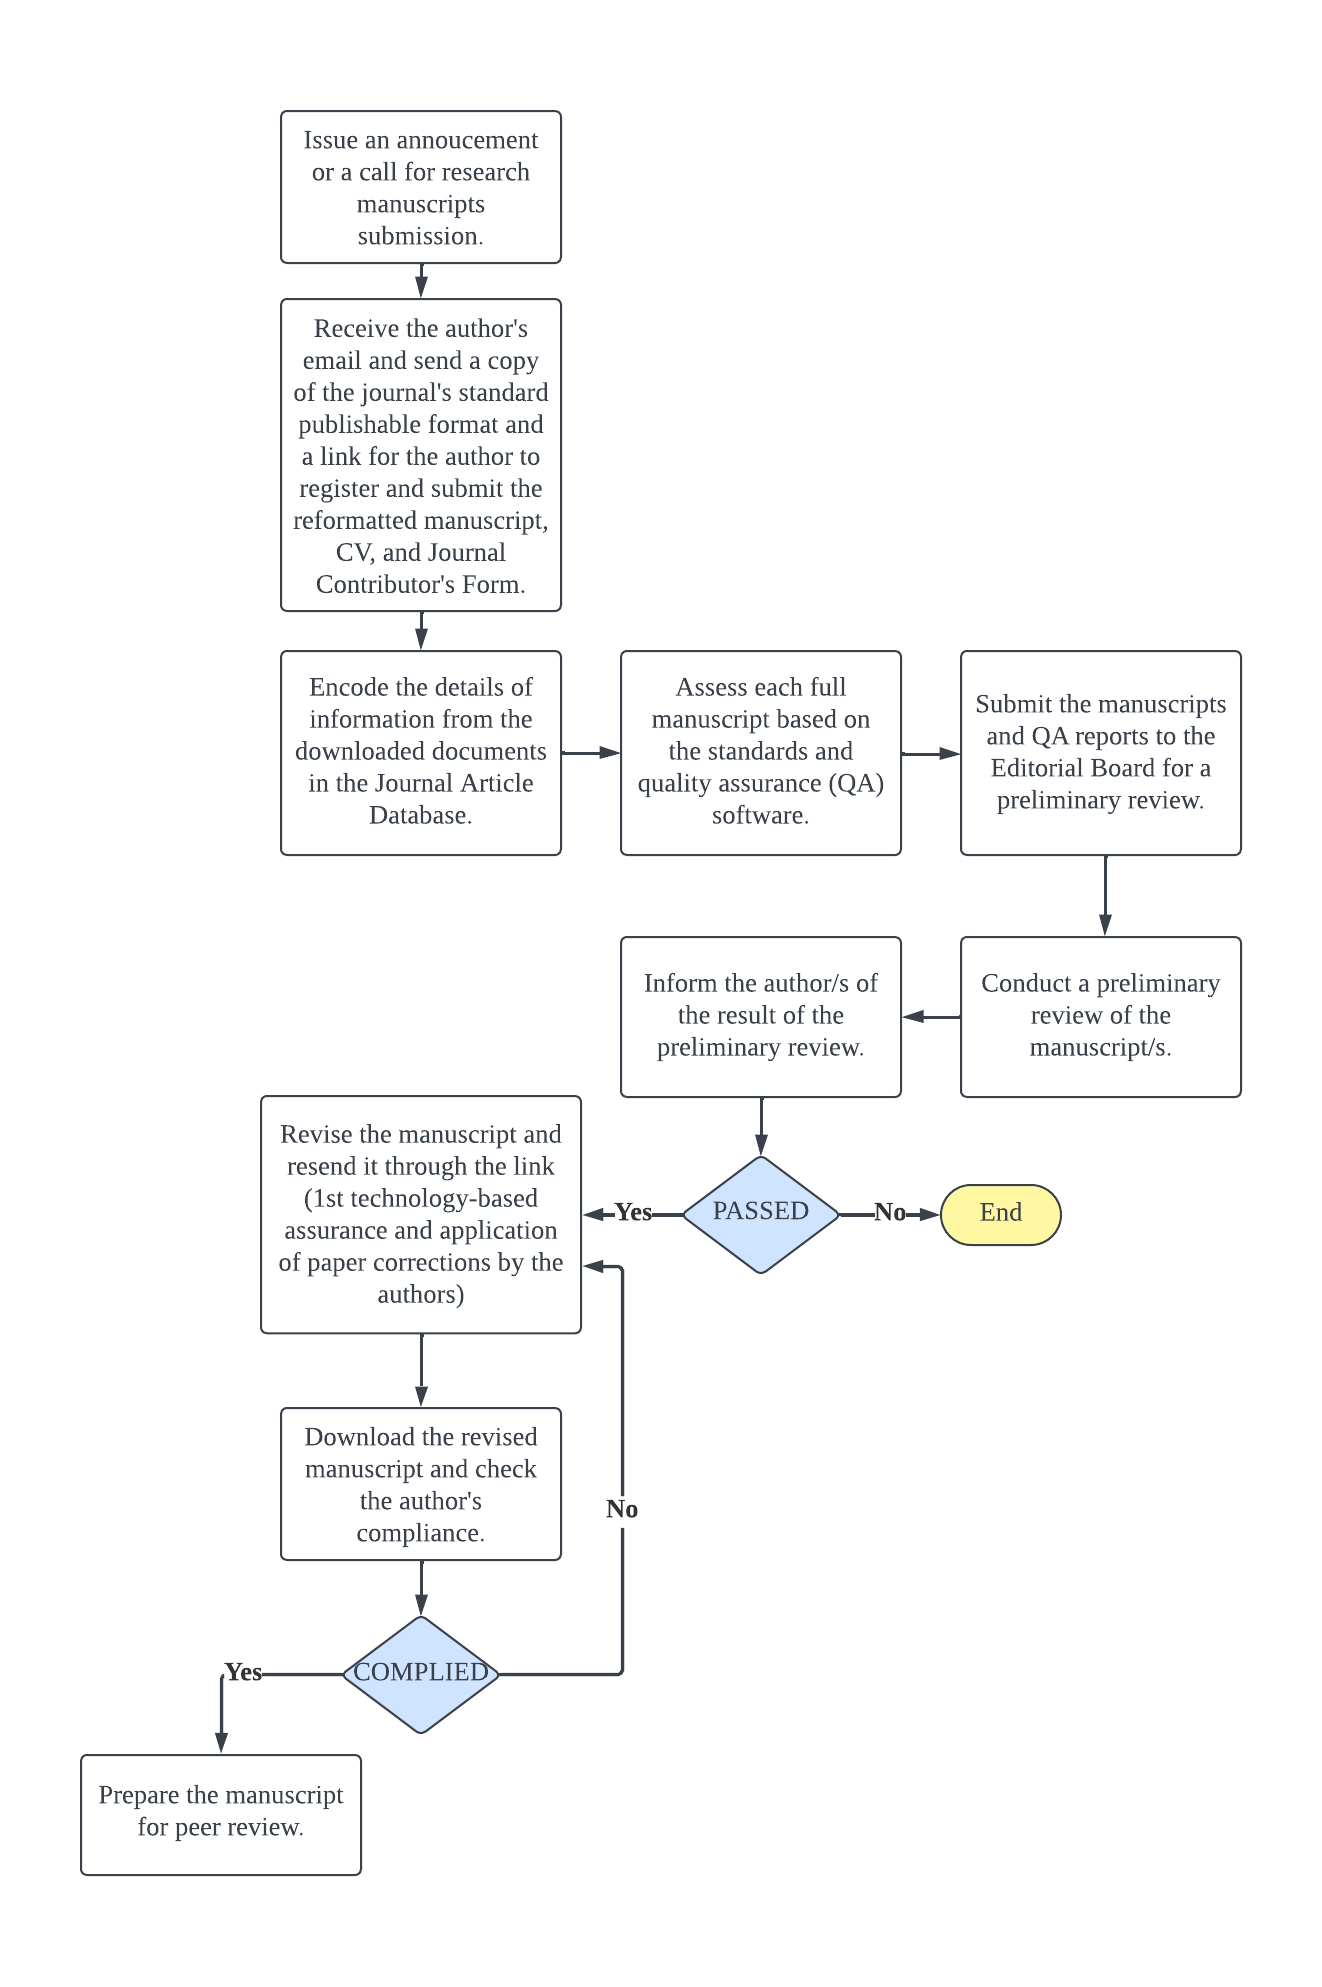 Issue an annoucement
or a call for research
manuscripts
submission.
Receive the author's
email and send a copy
of the journal's standard
publishable format and
a link for the author to
register and submit the
reformatted manuscript,
CV, and Journal
Contributor's Form.
Encode the details of
information from the
downloaded documents
in the Journal Article
Database.
Assess each full
manuscript based on
the standards and
quality assurance (QA)
software.
Submit the manuscripts
and QA reports to the
Editorial Board for a
preliminary review.
Conduct a preliminary
review of the
manuscript/s.
Inform the author/s of
the result of the
preliminary review.
PASSED
No
End
Yes
Revise the manuscript and
resend it through the link
(1st technology-based
assurance and application
of paper corrections by the
authors)
Download the revised
manuscript and check
the author's
compliance.
COMPLIED
No
Yes
Prepare the manuscript
for peer review.